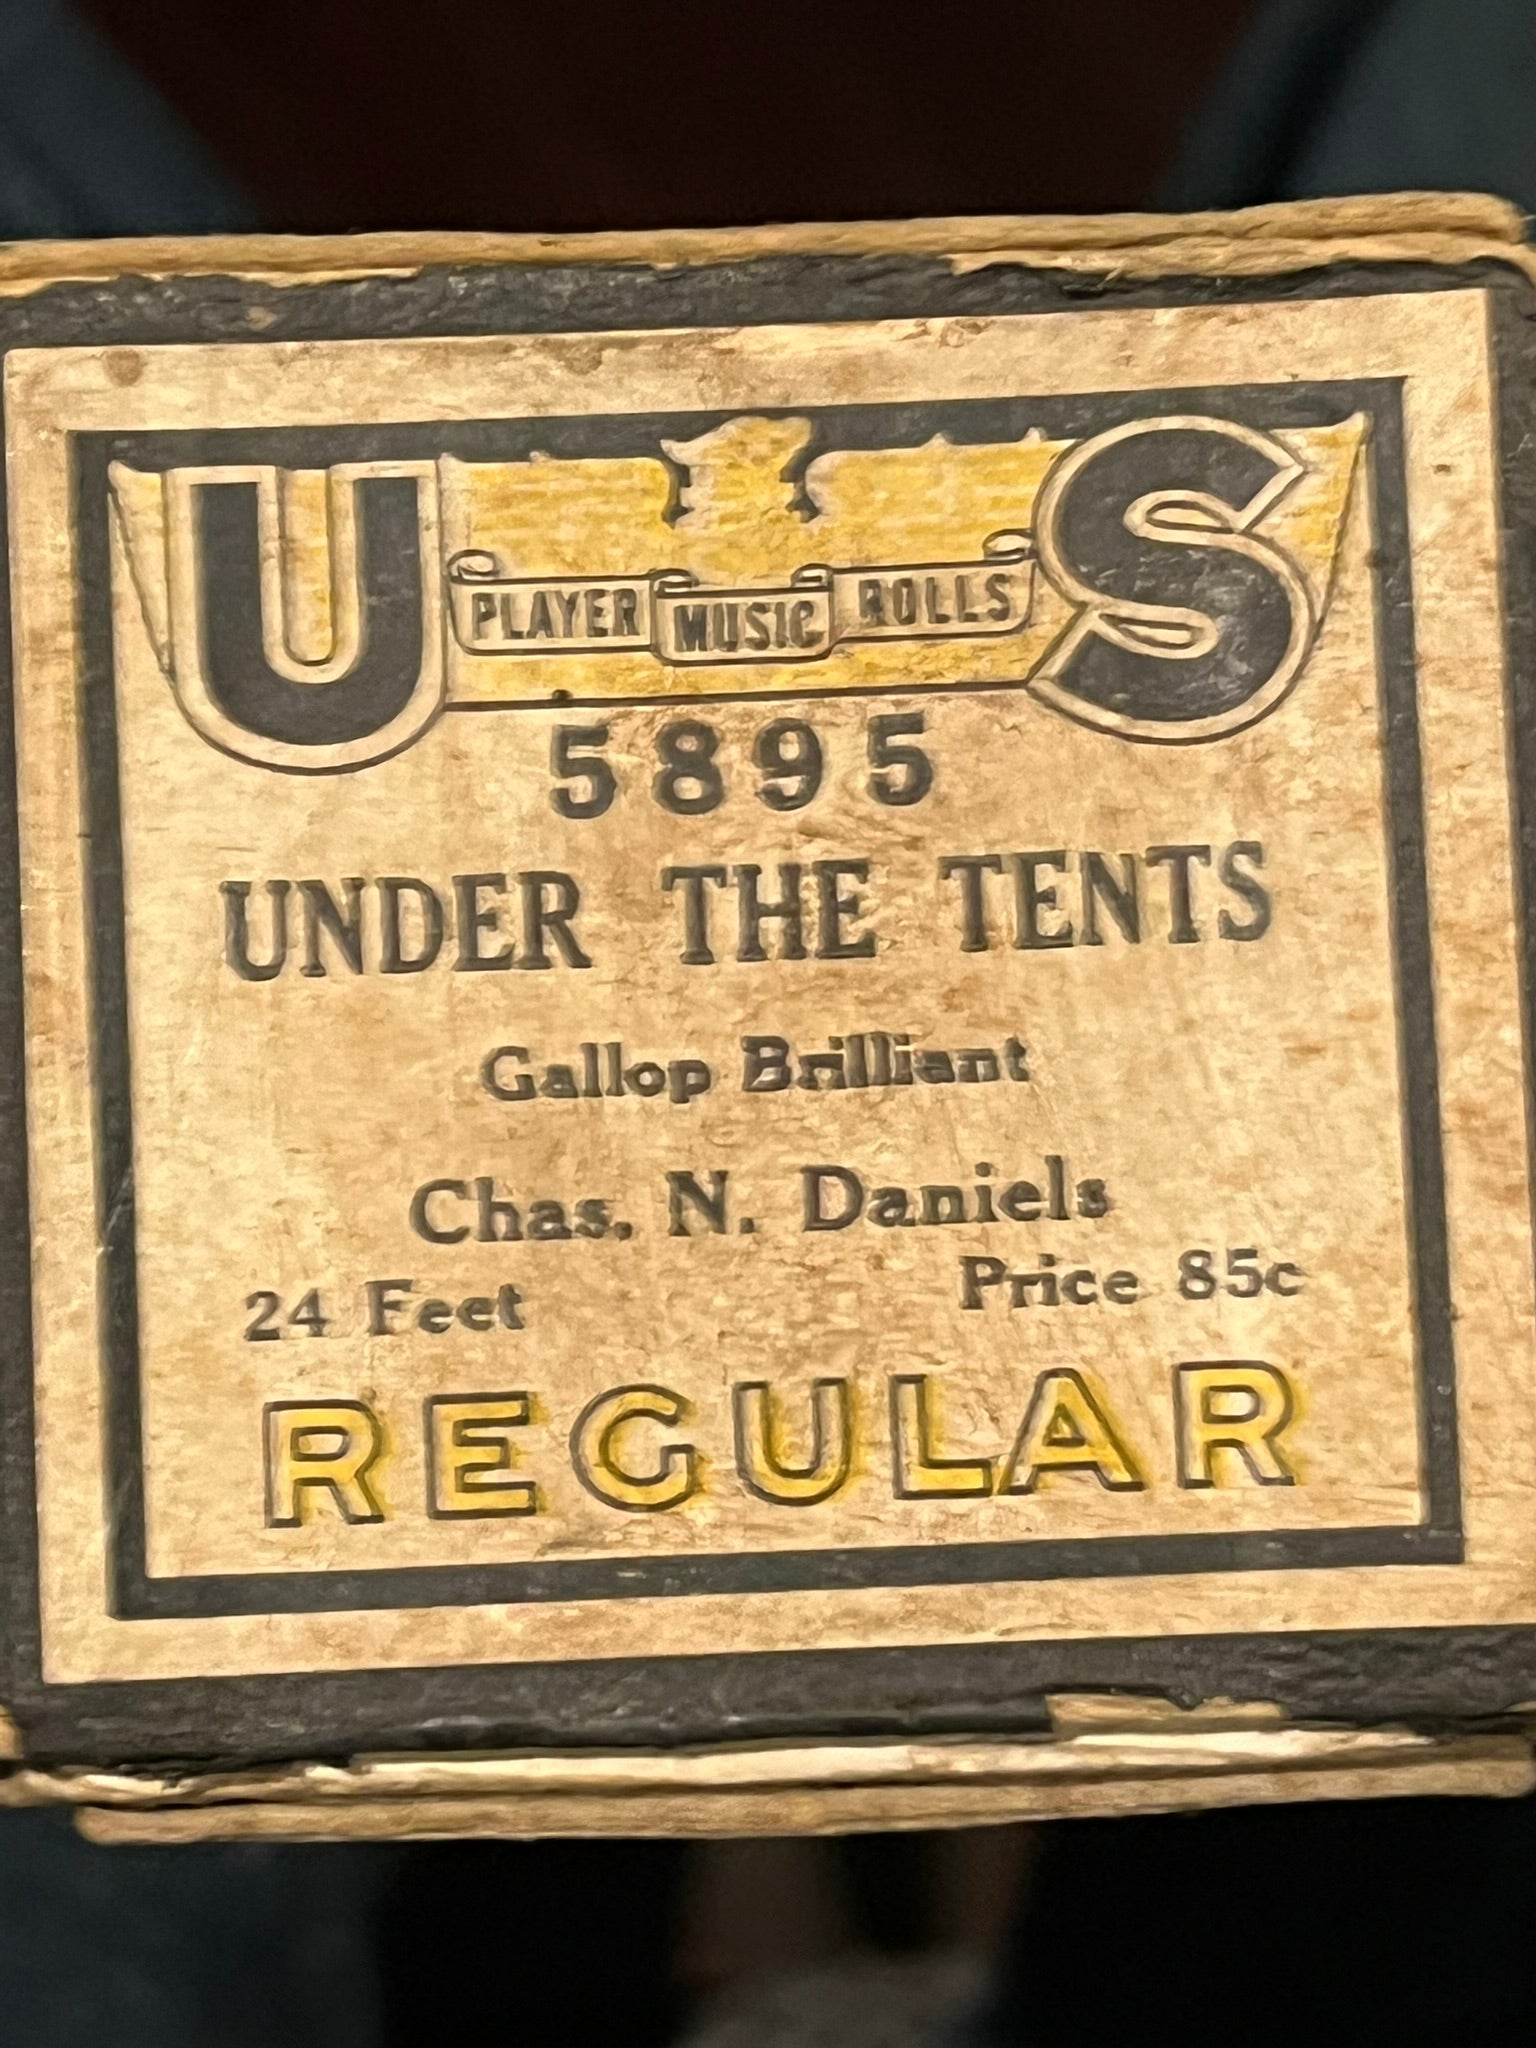 U S
PLAYER MUSIC ROLLS
5895
UNDER THE TENTS
Gallop Brilliant
Chas. N. Daniels
24 Feet Price 85c
REGULAR